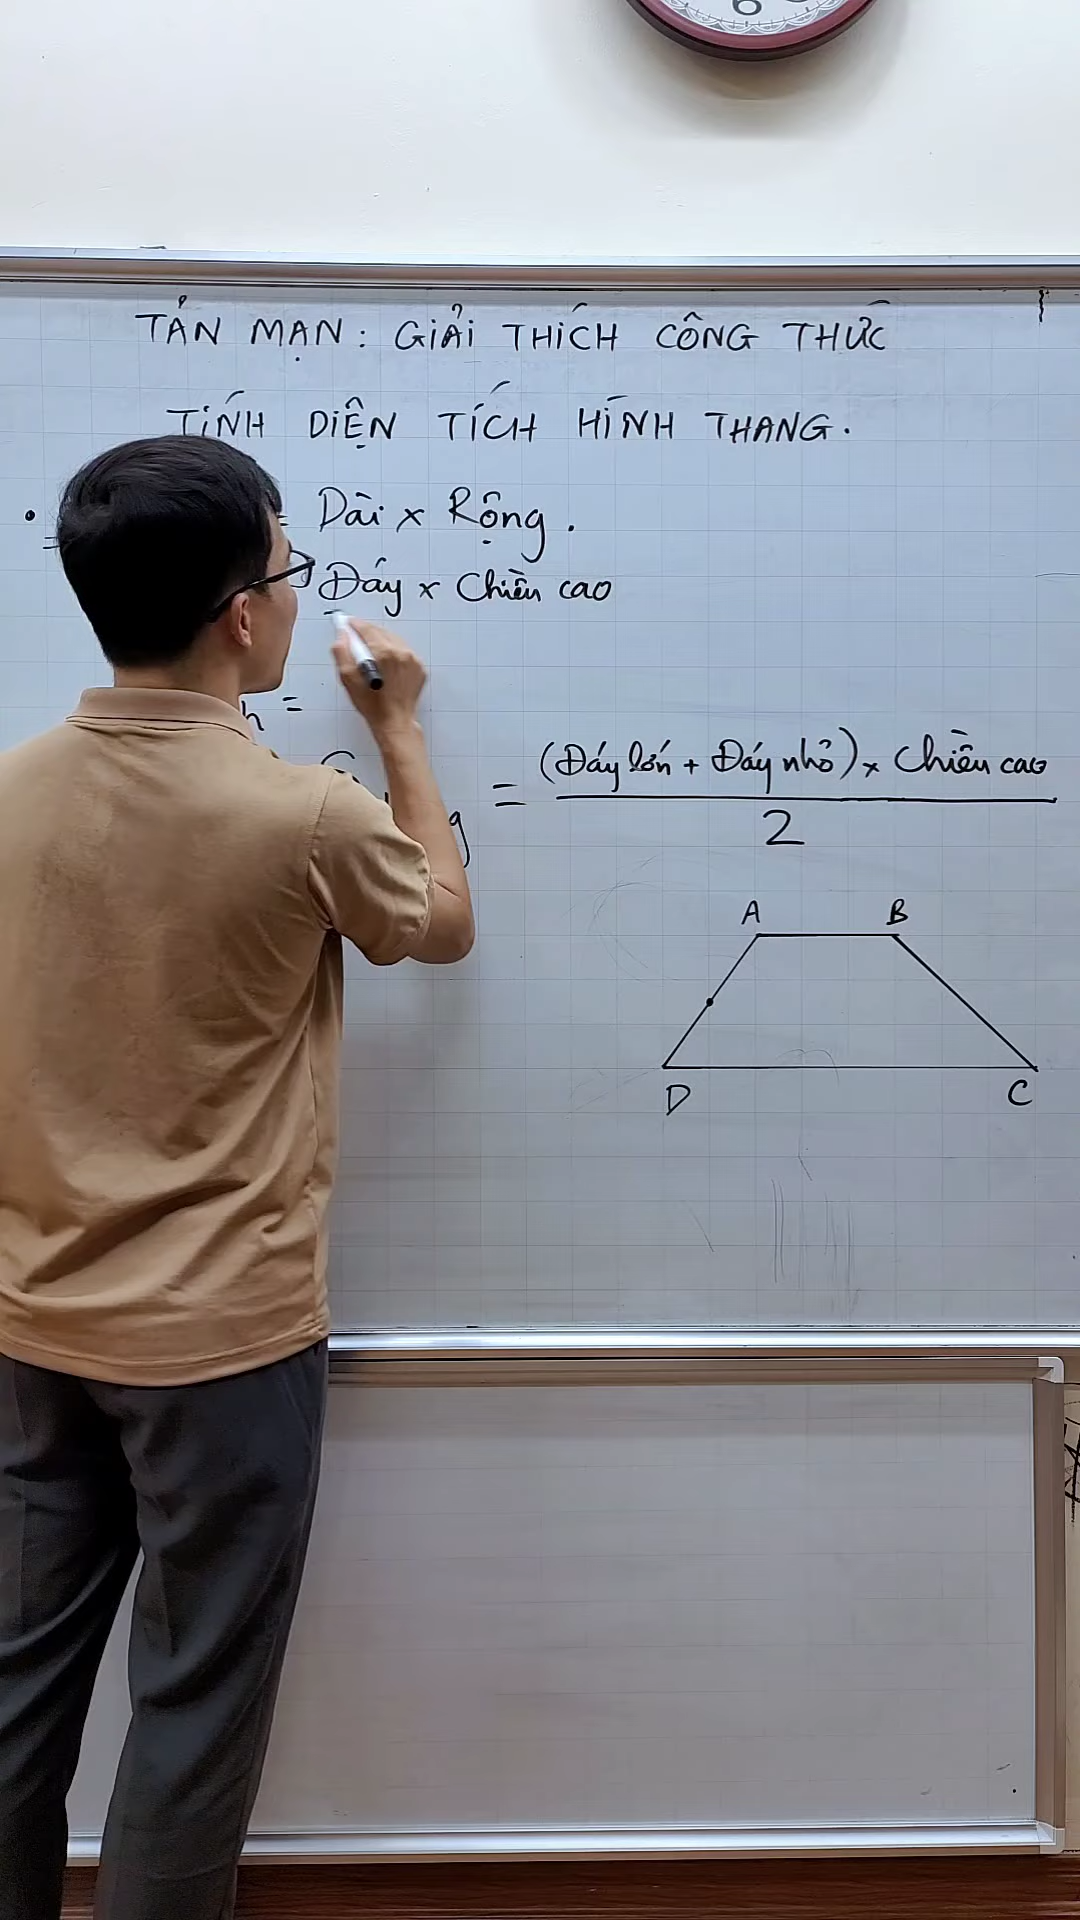 TẢN MẠN: GIẢI THÍCH CÔNG THỨC
TÍNH DIỆN TÍCH HÌNH THANG.
• = Dài x Rộng.
Đáy x Chiều cao
h =
g = (Đáy lớn + Đáy nhỏ) x Chiều cao
2
A B
D C
6